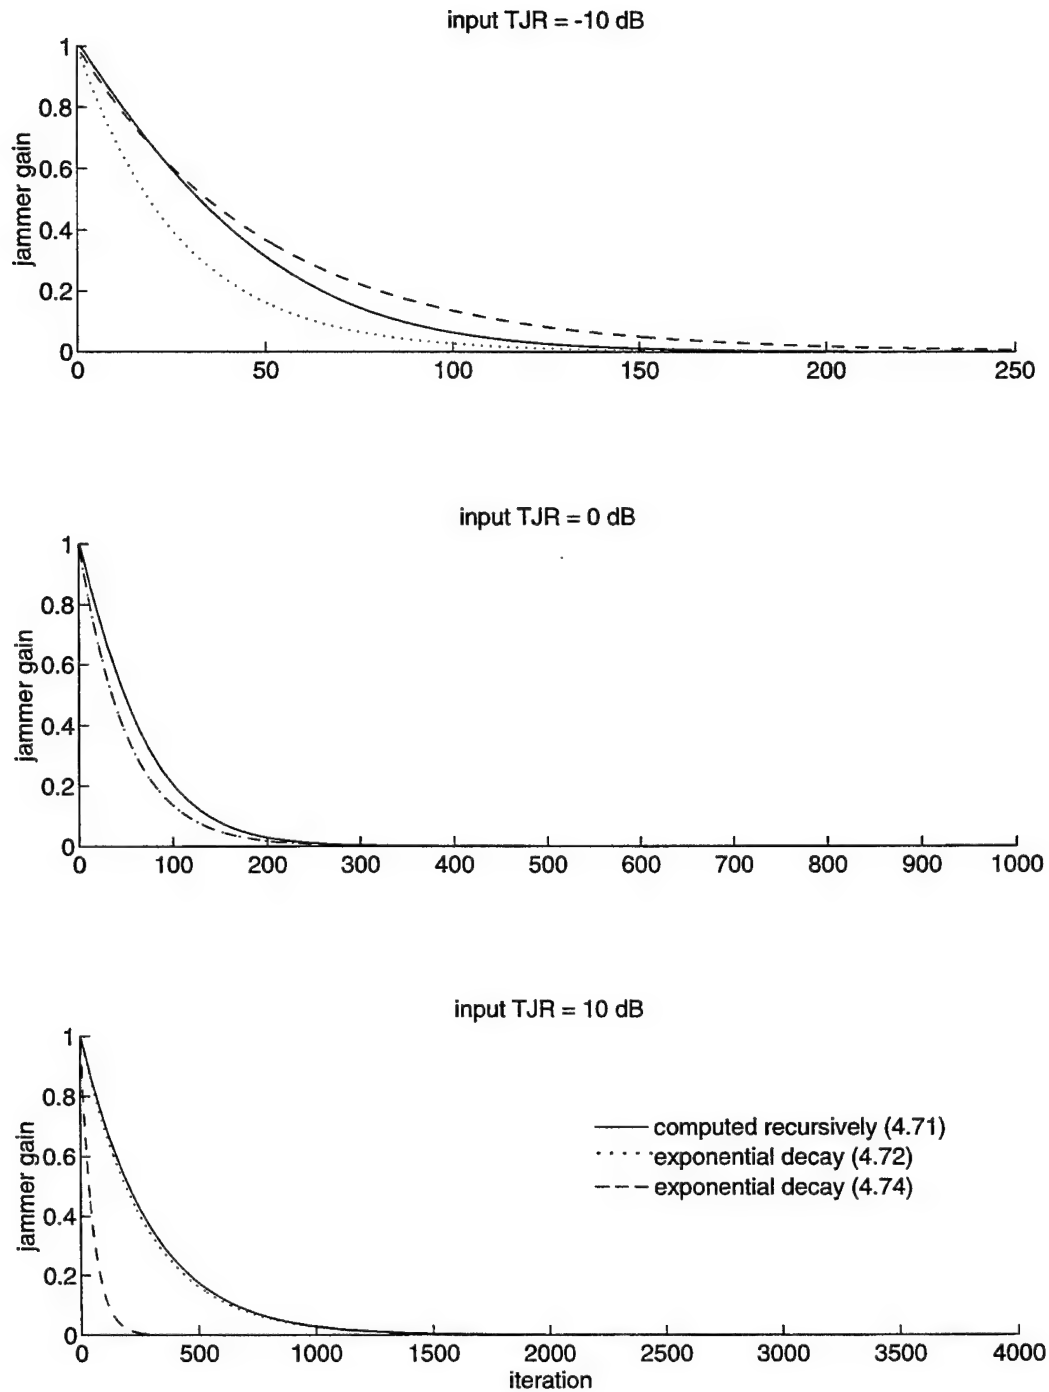 input TJR = -10 dB
jammer gain
1
0.8
0.6
0.4
0.2
0
0 50 100 150 200 250
input TJR = 0 dB
jammer gain
1
0.8
0.6
0.4
0.2
0
0 100 200 300 400 500 600 700 800 900 1000
input TJR = 10 dB
jammer gain
1
0.8
0.6
0.4
0.2
0
computed recursively (4.71)
exponential decay (4.72)
exponential decay (4.74)
0 500 1000 1500 2000 2500 3000 3500 4000
iteration